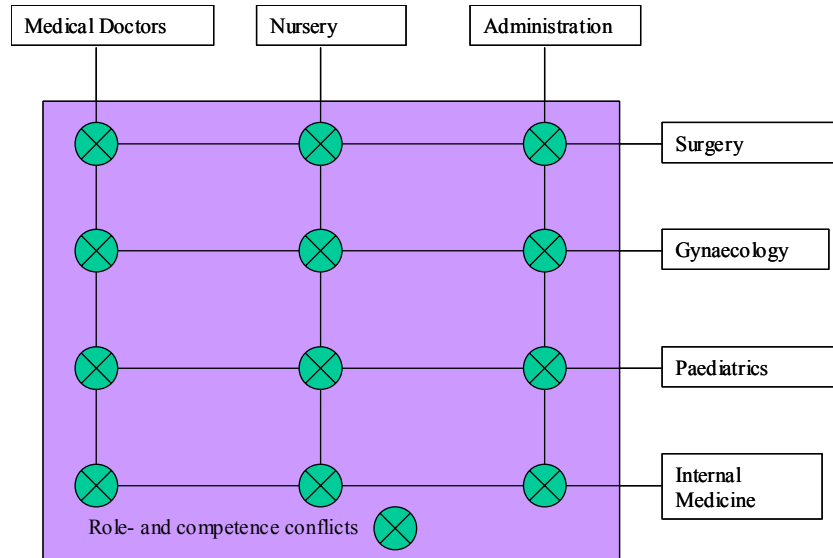 Medical Doctors
Nursery
Administration
Surgery
Gynaecology
Paediatrics
Internal
Medicine
Role- and competence conflicts